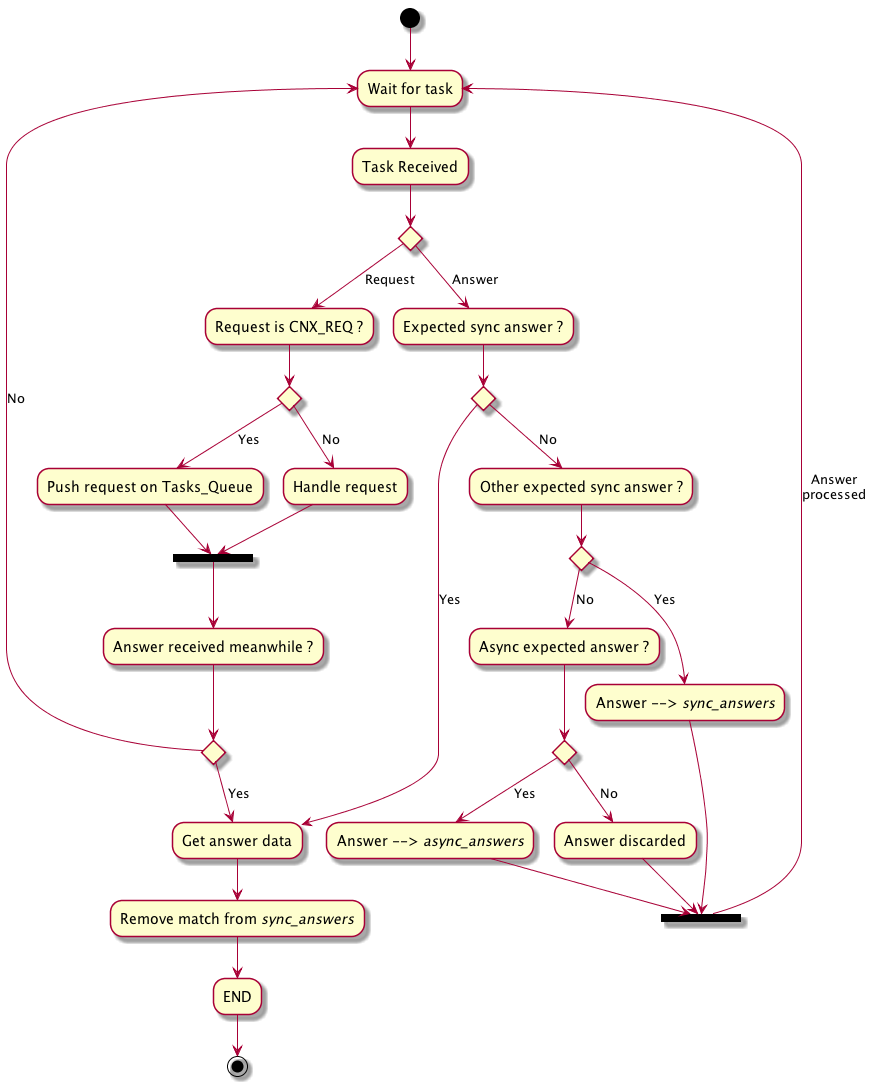 Wait for task
Task Received
Request
Answer
Request is CNX_REQ ?
Expected sync answer ?
No
Yes
No
No
Push request on Tasks_Queue
Handle request
Other expected sync answer ?
Answer
processed
Yes
No
Yes
Answer received meanwhile ?
Async expected answer ?
Answer --> sync_answers
Yes
Yes
No
Get answer data
Answer --> async_answers
Answer discarded
Remove match from sync_answers
END